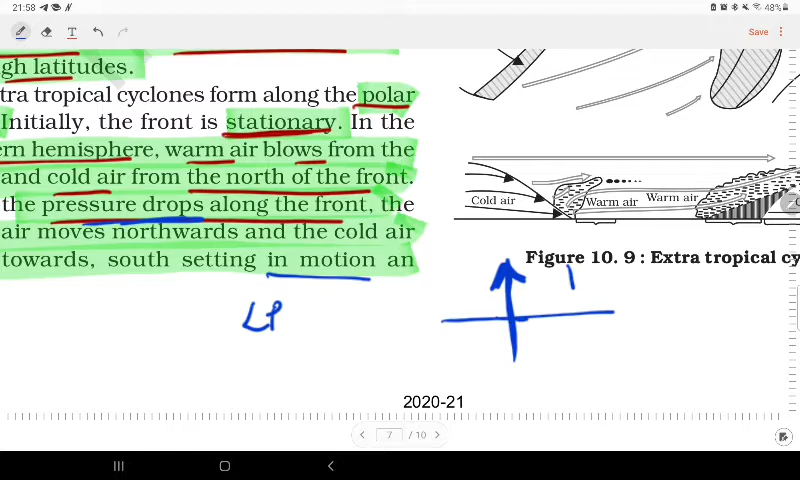 21:58
48%
T
Save
gh latitudes.
tra tropical cyclones form along the polar
Initially, the front is stationary. In the
ern hemisphere, warm air blows from the
and cold air from the north of the front.
the pressure drops along the front, the
air moves northwards and the cold air
towards, south setting in motion an
Cold air
Warm air
Warm air
Figure 10. 9 : Extra tropical cy
LP
2020-21
7 / 10